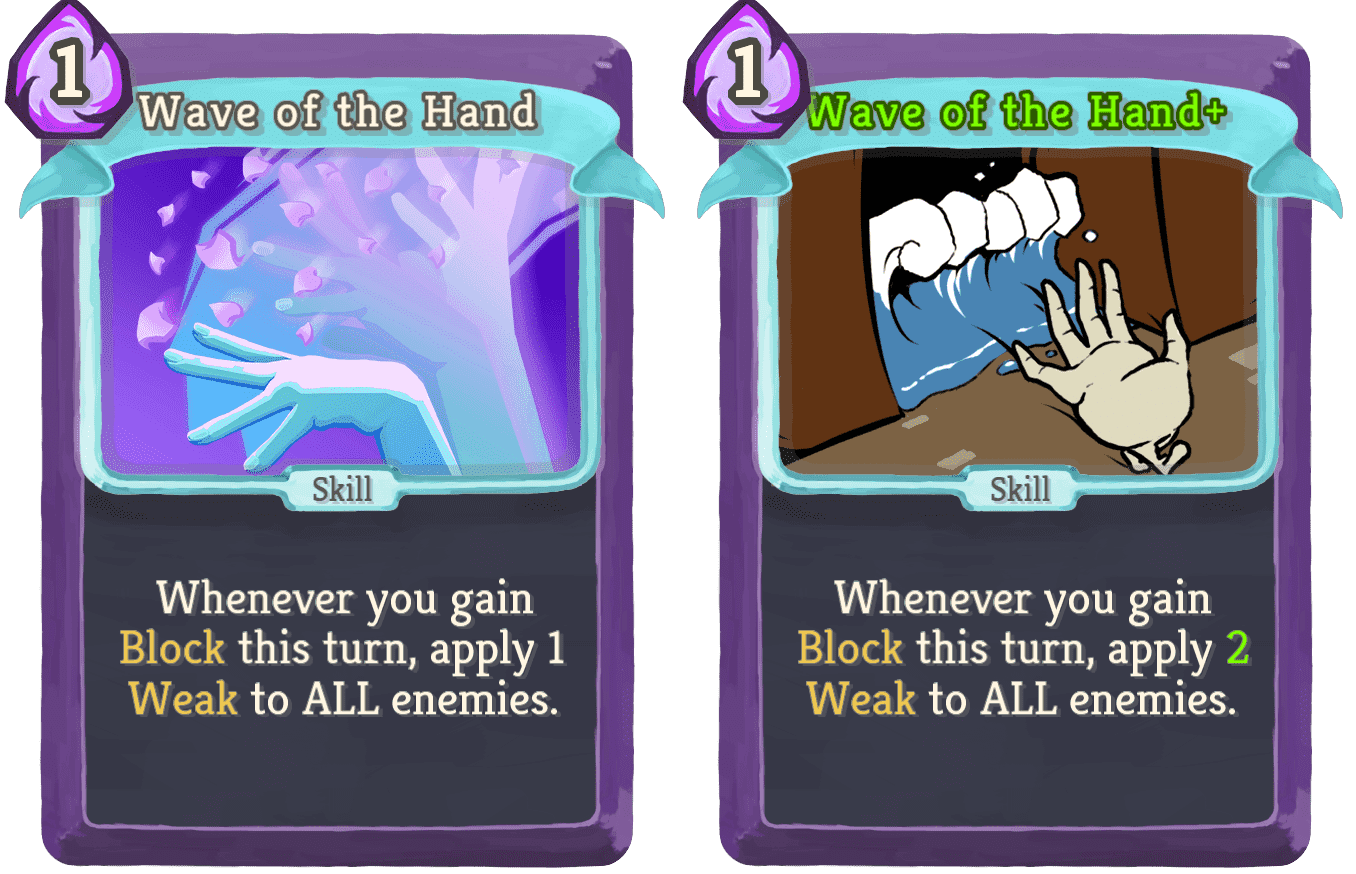 1
Wave of the Hand
Skill
Whenever you gain
Block this turn, apply 1
Weak to ALL enemies.
1
Wave of the Hand+
Skill
Whenever you gain
Block this turn, apply 2
Weak to ALL enemies.